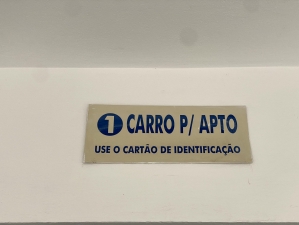 1 CARRO P/ APTO
USE O CARTÃO DE IDENTIFICAÇÃO